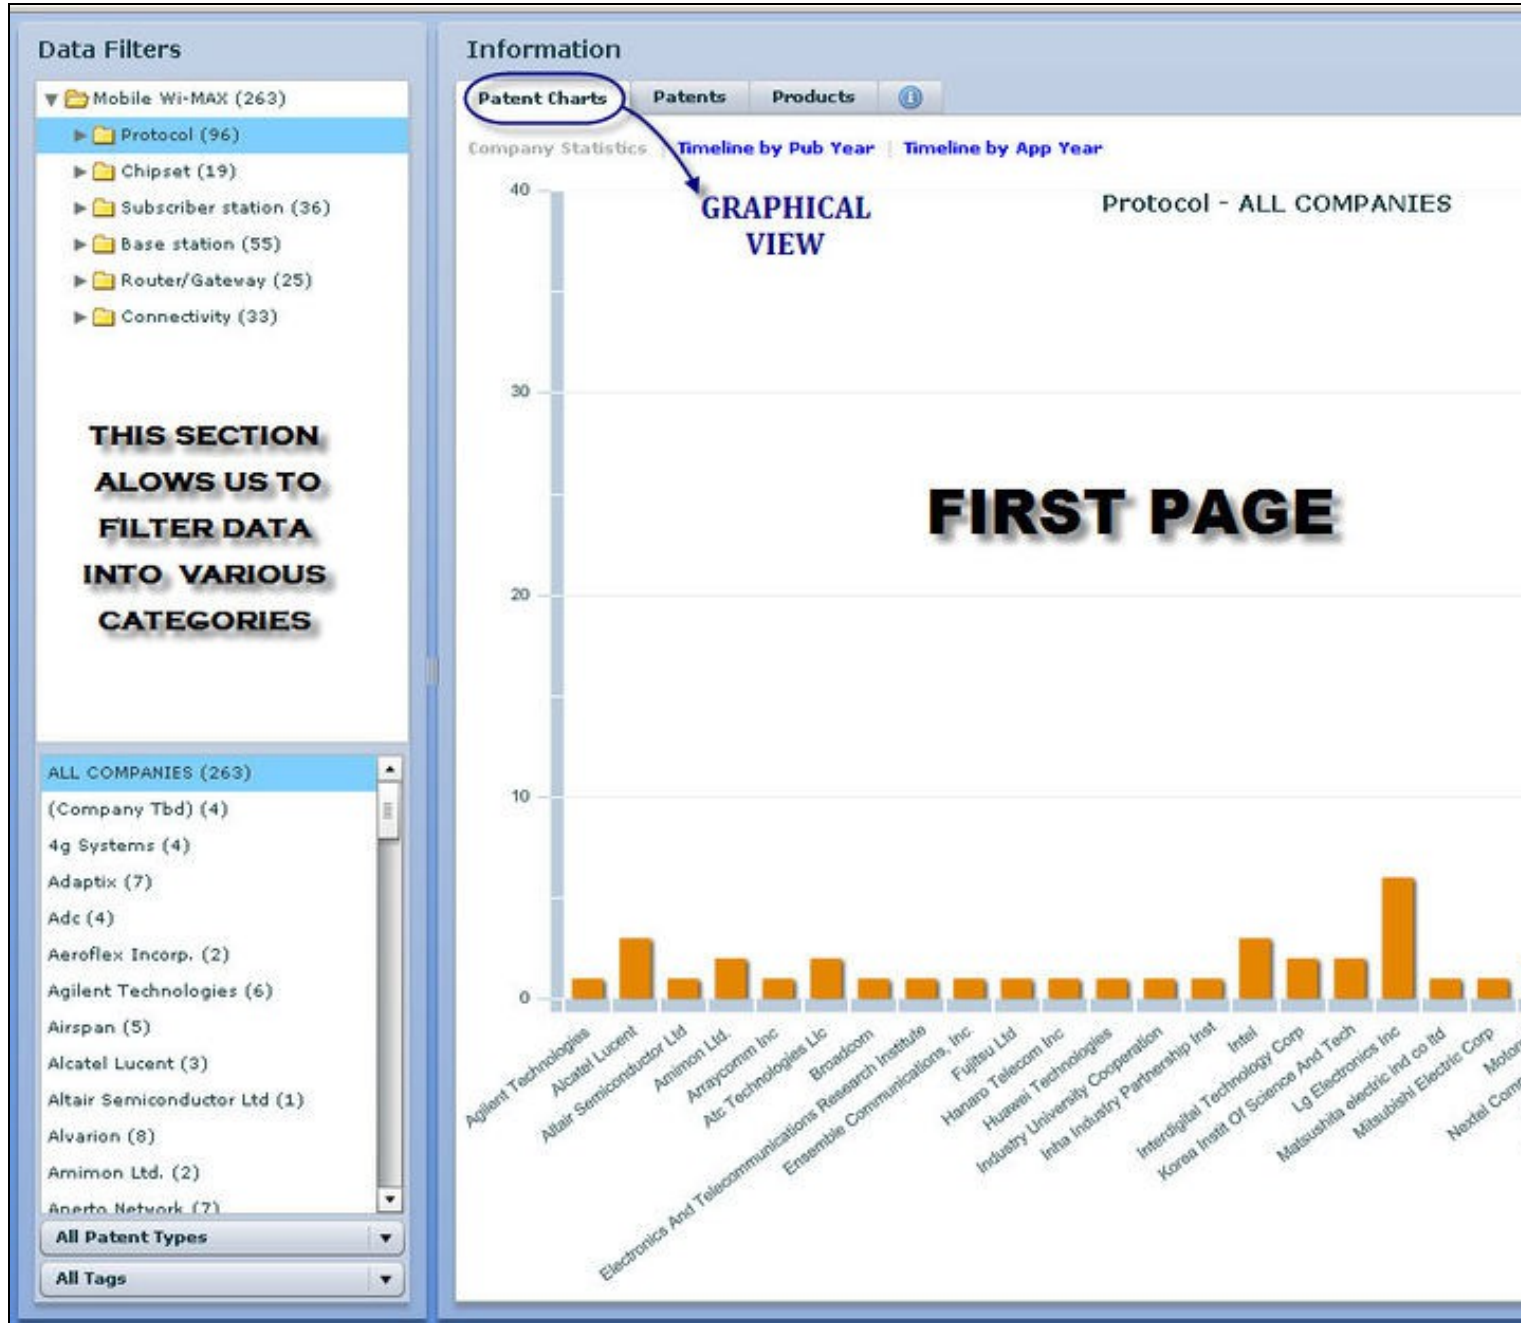 Data Filters
Mobile Wi-MAX (263)
Protocol (96)
Chipset (19)
Subscriber station (36)
Base station (55)
Router/Gateway (25)
Connectivity (33)
THIS SECTION
ALOWS US TO
FILTER DATA
INTO VARIOUS
CATEGORIES
ALL COMPANIES (263)
(Company Tbd) (4)
4g Systems (4)
Adaptix (7)
Adc (4)
Aeroflex Incorp. (2)
Agilent Technologies (6)
Airspan (5)
Alcatel Lucent (3)
Altair Semiconductor Ltd (1)
Alvarion (8)
Amimon Ltd. (2)
Aperto Network (7)
All Patent Types
All Tags
Information
Patent Charts Patents Products
Company Statistics | Timeline by Pub Year | Timeline by App Year
GRAPHICAL
VIEW
Protocol - ALL COMPANIES
FIRST PAGE
40
30
20
10
0
Agilent Technologies
Alcatel Lucent
Altair Semiconductor Ltd
Amimon Ltd.
Arraycomm Inc
Atc Technologies Llc
Broadcom
Electronics And Telecommunications Research Institute
Ensemble Communications, Inc.
Fujitsu Ltd
Hanaro Telecom Inc
Huawei Technologies
Industry University Cooperation
Inha Industry Partnership Inst
Intel
Interdigital Technology Corp
Korea Instit Of Science And Tech
Lg Electronics Inc
Matsushita electric ind co ltd
Mitsubishi Electric Corp